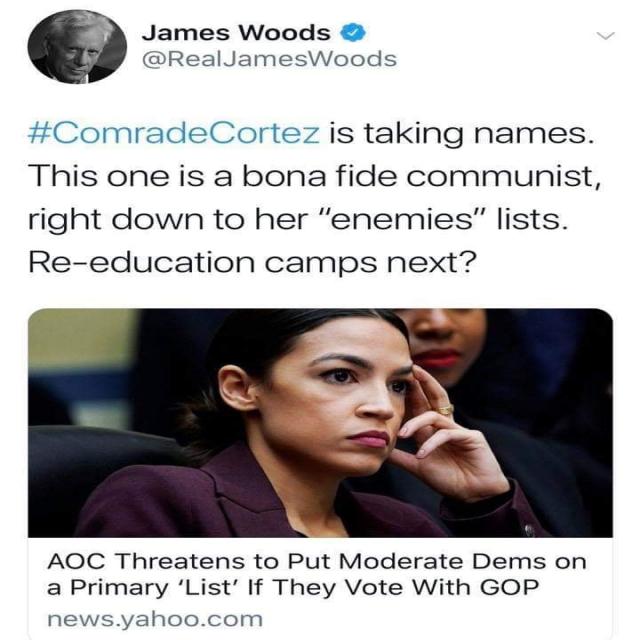 James Woods
@RealJamesWoods
#ComradeCortez is taking names.
This one is a bona fide communist,
right down to her “enemies” lists.
Re-education camps next?
AOC Threatens to Put Moderate Dems on
a Primary ‘List’ If They Vote With GOP
news.yahoo.com